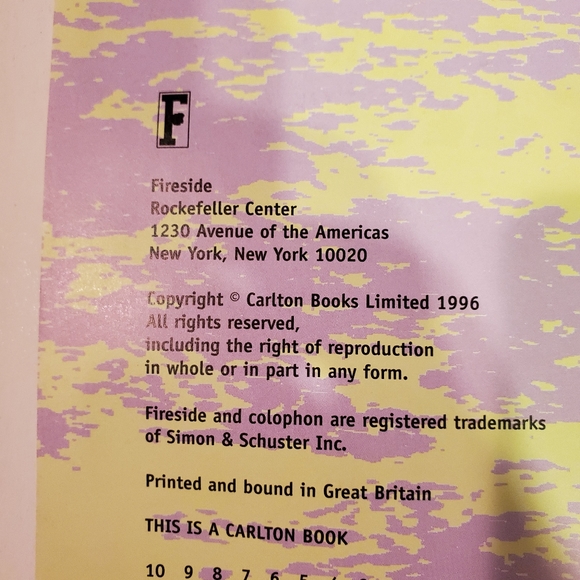 F
Fireside
Rockefeller Center
1230 Avenue of the Americas
New York, New York 10020
Copyright © Carlton Books Limited 1996
All rights reserved,
including the right of reproduction
in whole or in part in any form.
Fireside and colophon are registered trademarks
of Simon & Schuster Inc.
Printed and bound in Great Britain
THIS IS A CARLTON BOOK
10 9 8 7 6 5